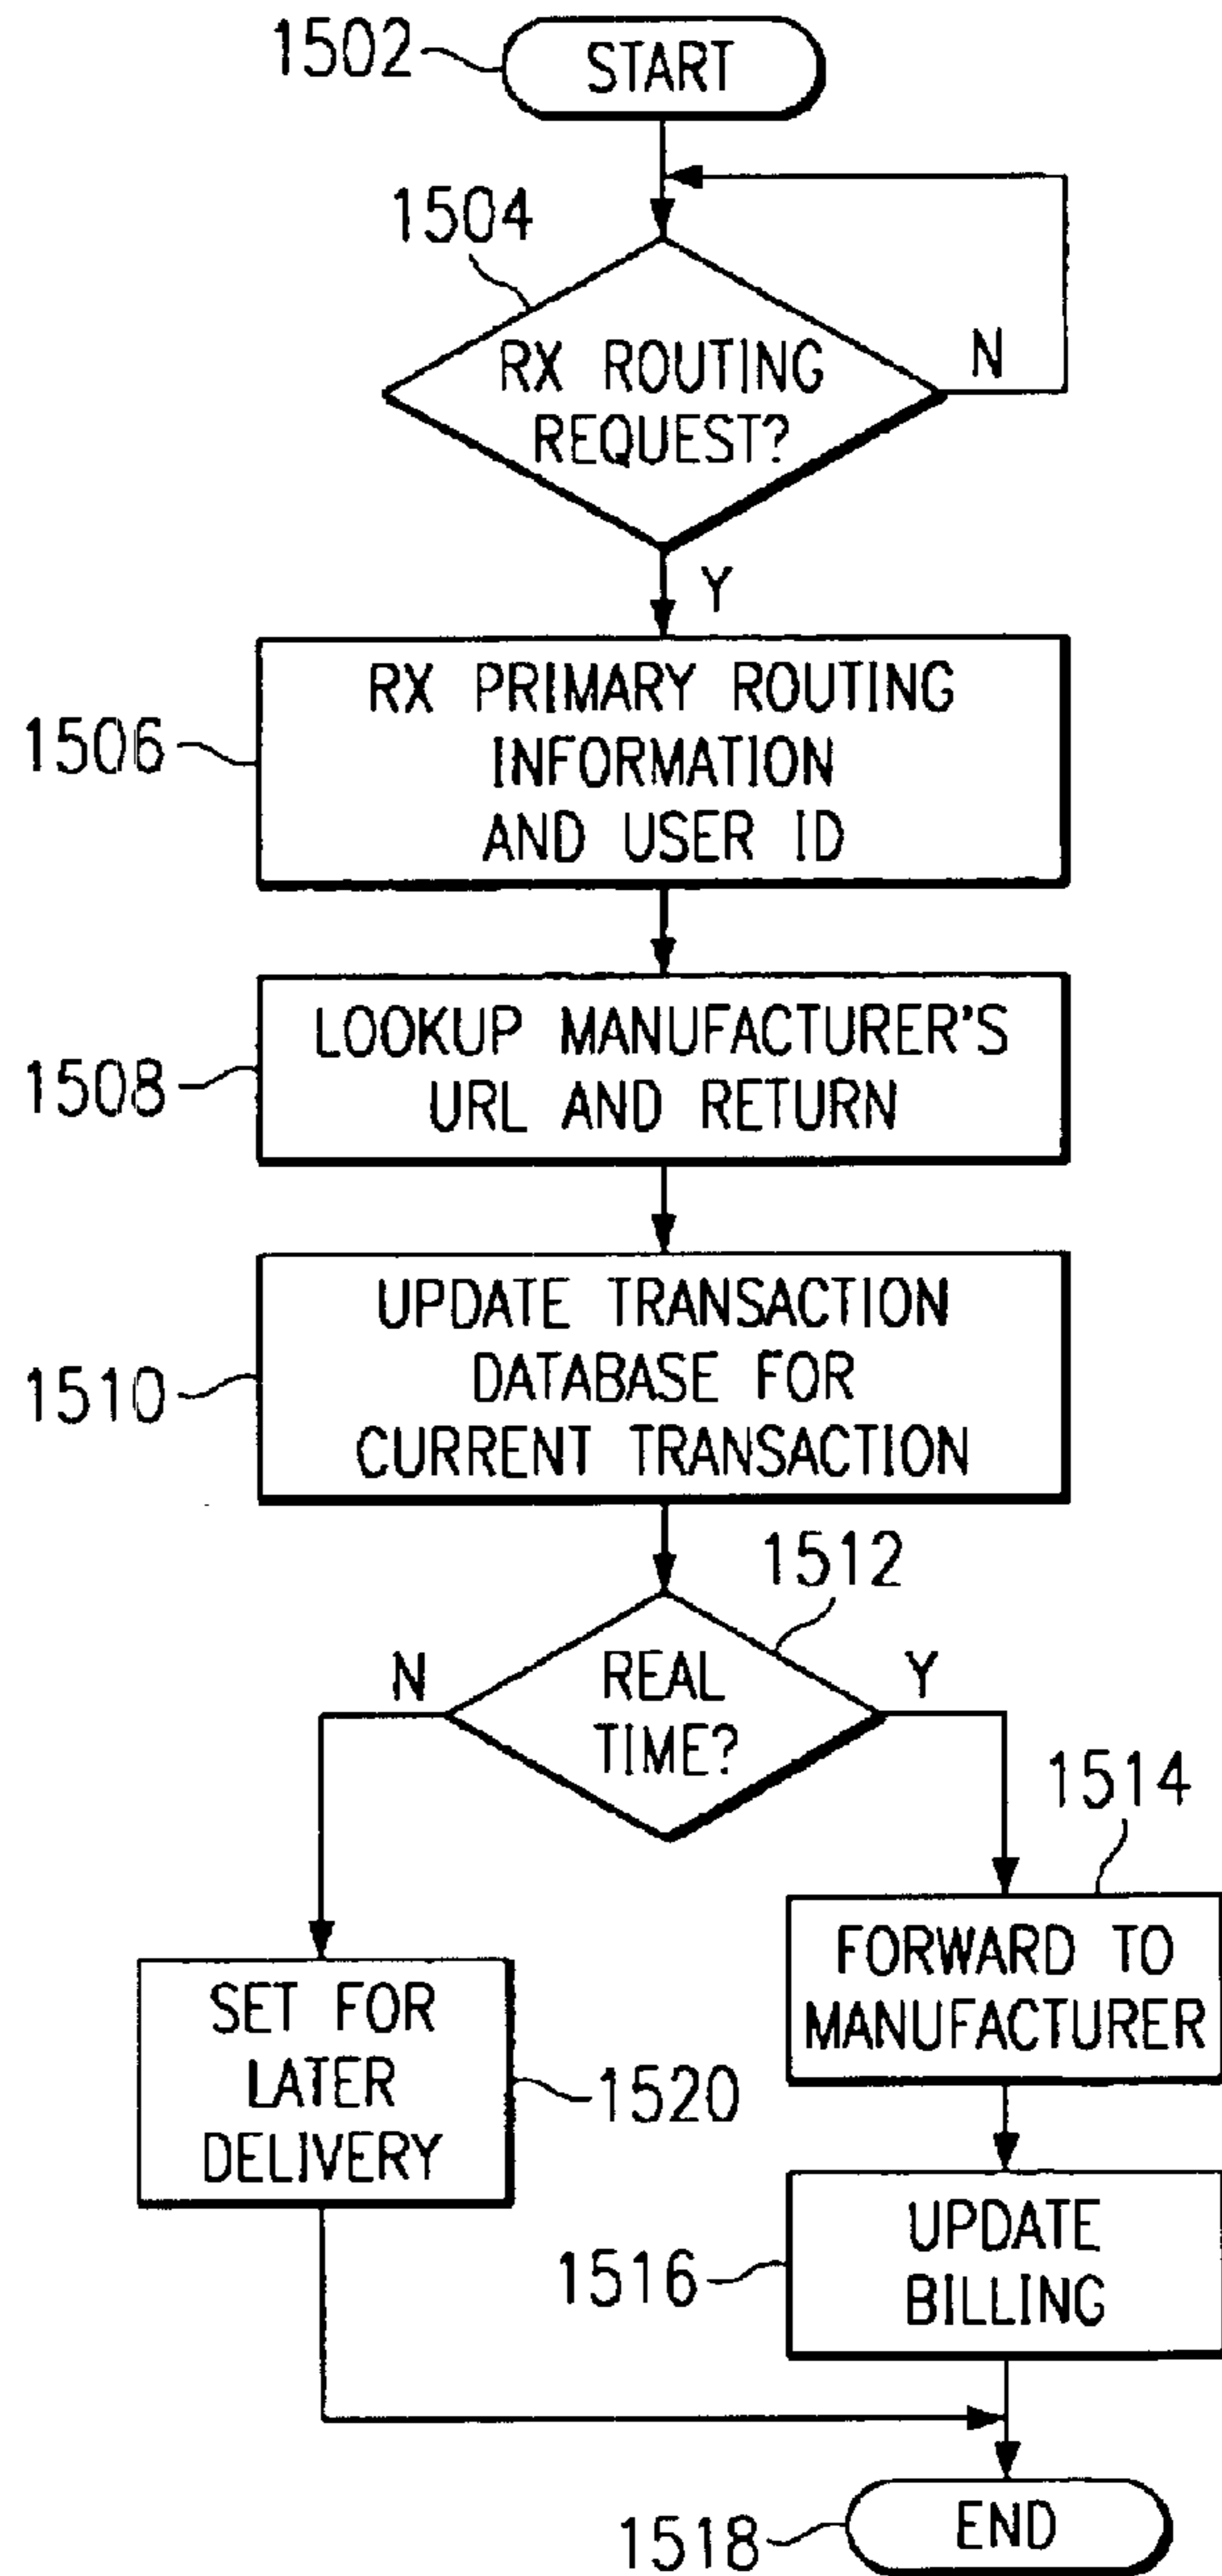 1502
START
1504
RX ROUTING
REQUEST?
N
Y
RX PRIMARY ROUTING
INFORMATION
AND USER ID
1506
LOOKUP MANUFACTURER'S
URL AND RETURN
1508
UPDATE TRANSACTION
DATABASE FOR
CURRENT TRANSACTION
1510
1512
REAL
TIME?
N
Y
1514
FORWARD TO
MANUFACTURER
SET FOR
LATER
DELIVERY
1520
UPDATE
BILLING
1516
END
1518